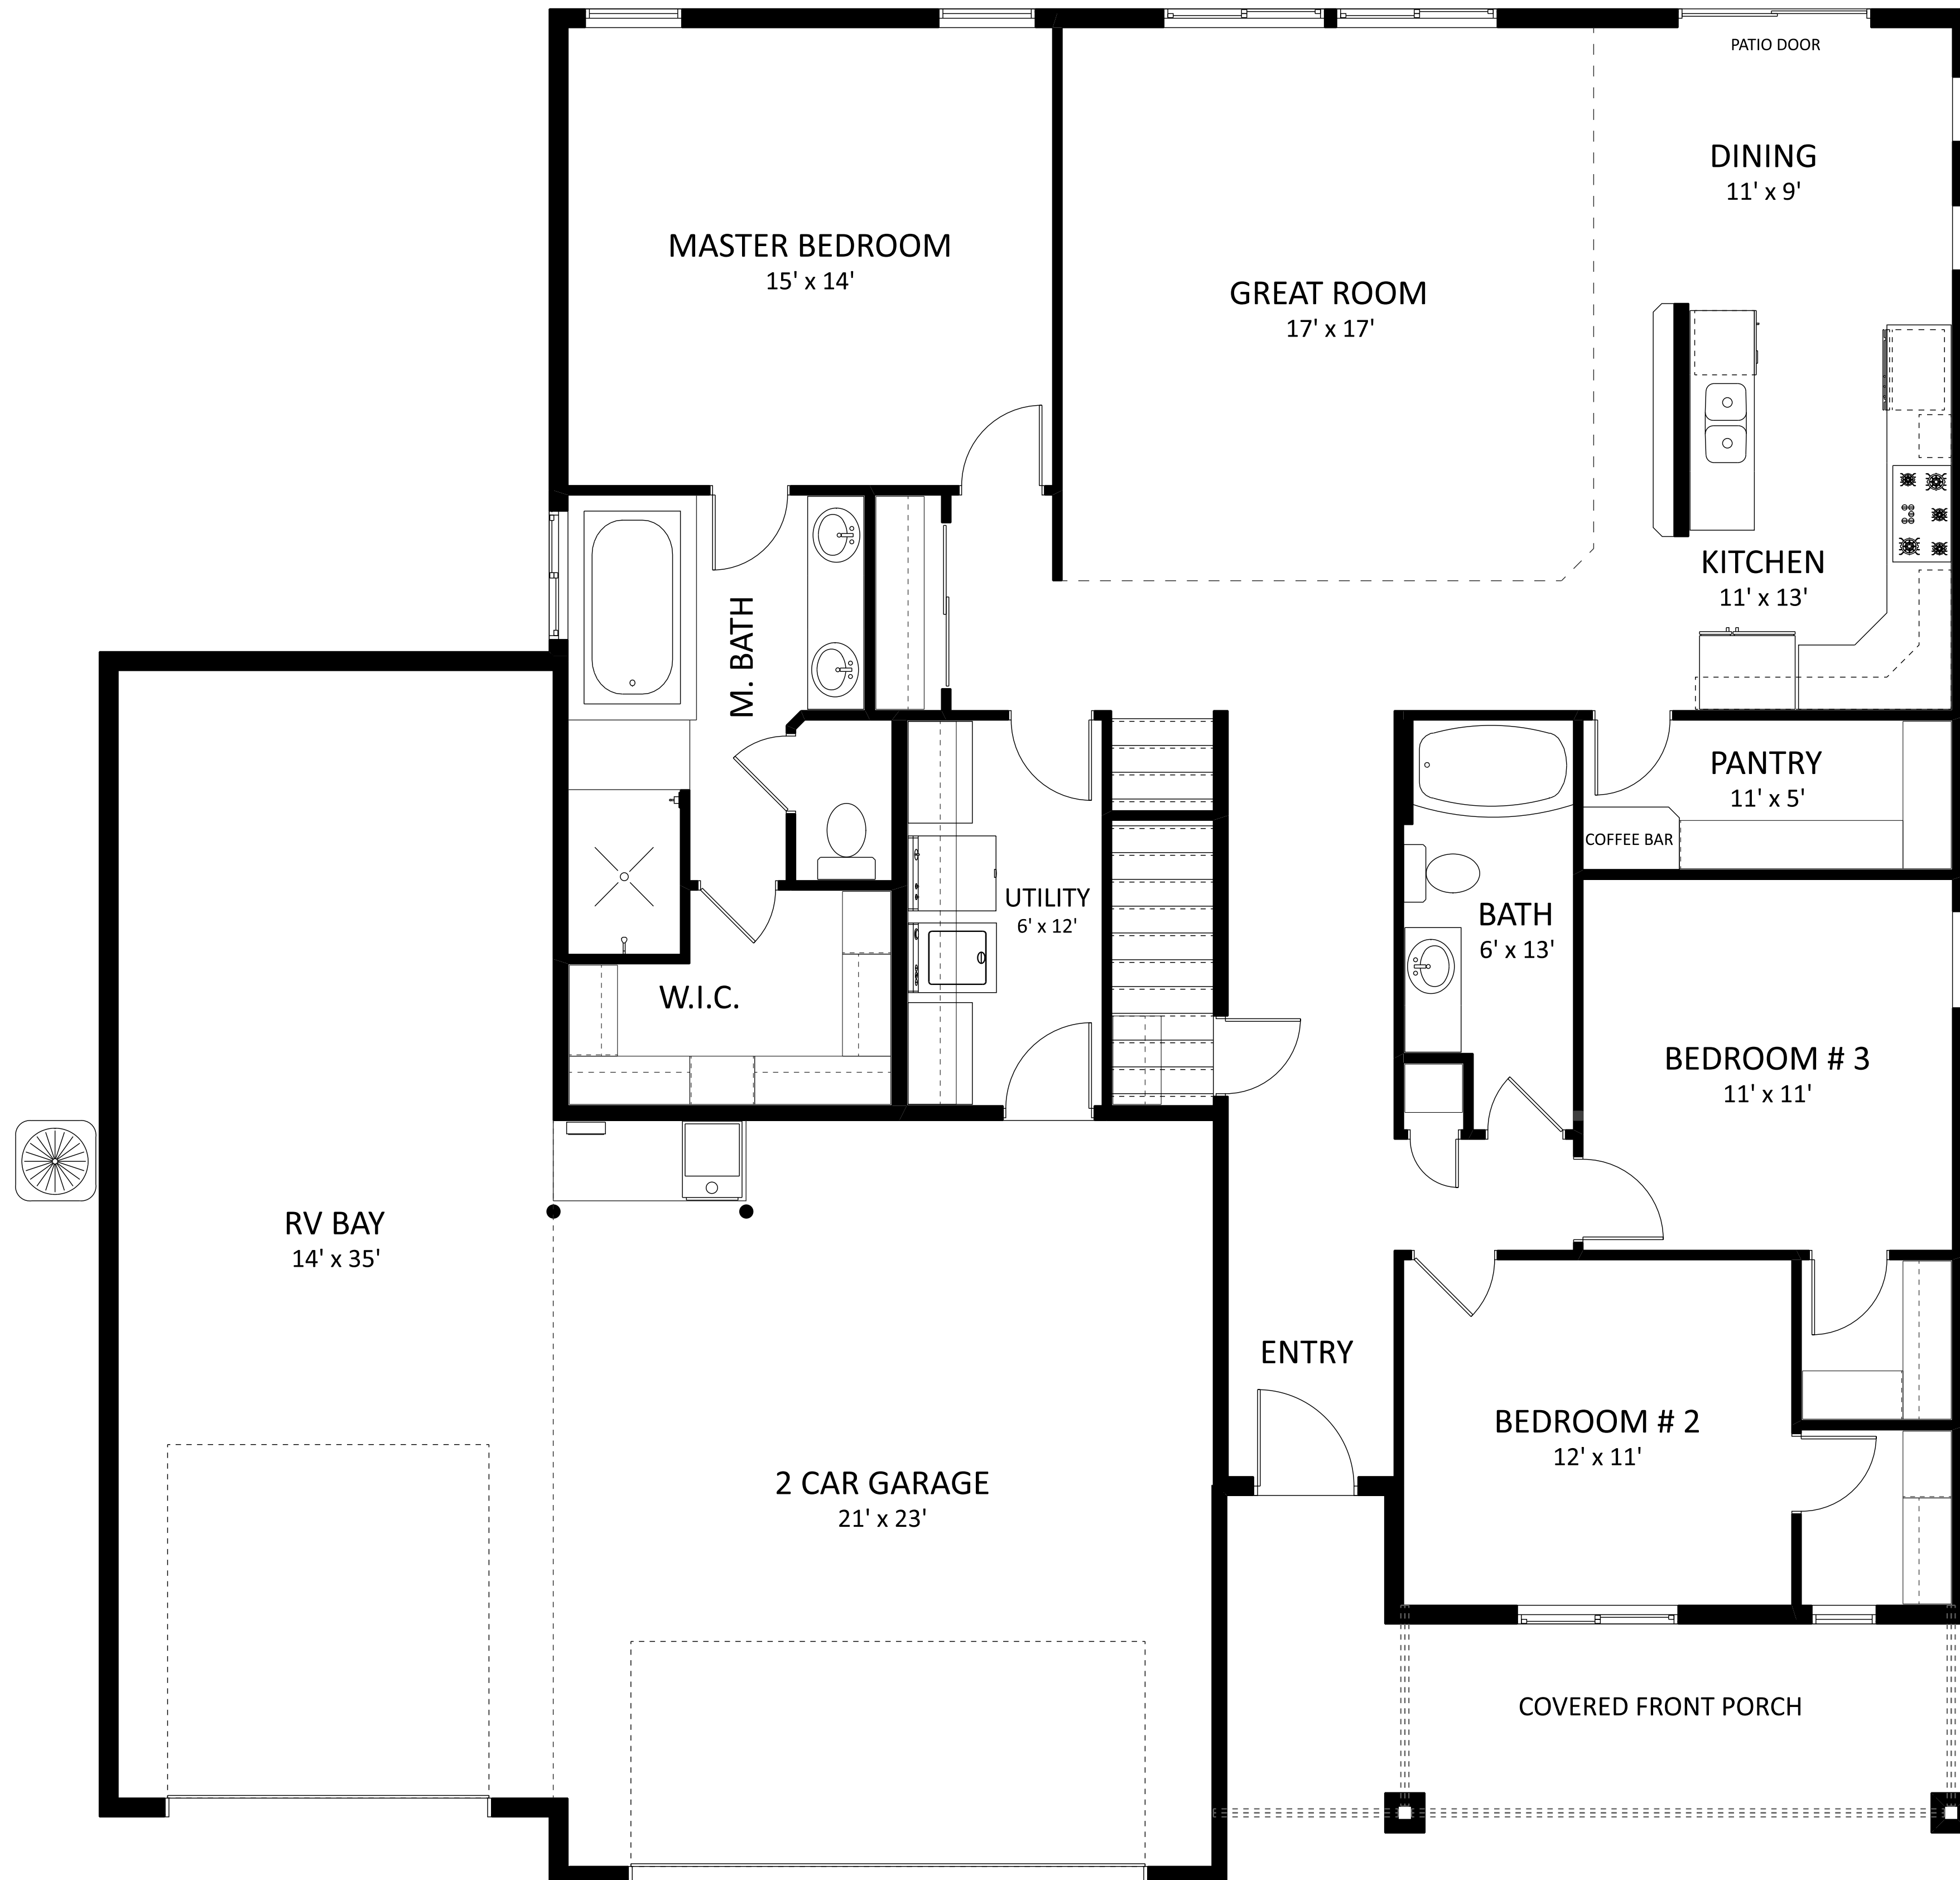 PATIO DOOR
DINING
11' x 9'
MASTER BEDROOM
15' x 14'
GREAT ROOM
17' x 17'
KITCHEN
11' x 13'
M. BATH
PANTRY
11' x 5'
COFFEE BAR
UTILITY
6' x 12'
BATH
6' x 13'
W.I.C.
BEDROOM # 3
11' x 11'
RV BAY
14' x 35'
ENTRY
BEDROOM # 2
12' x 11'
2 CAR GARAGE
21' x 23'
COVERED FRONT PORCH